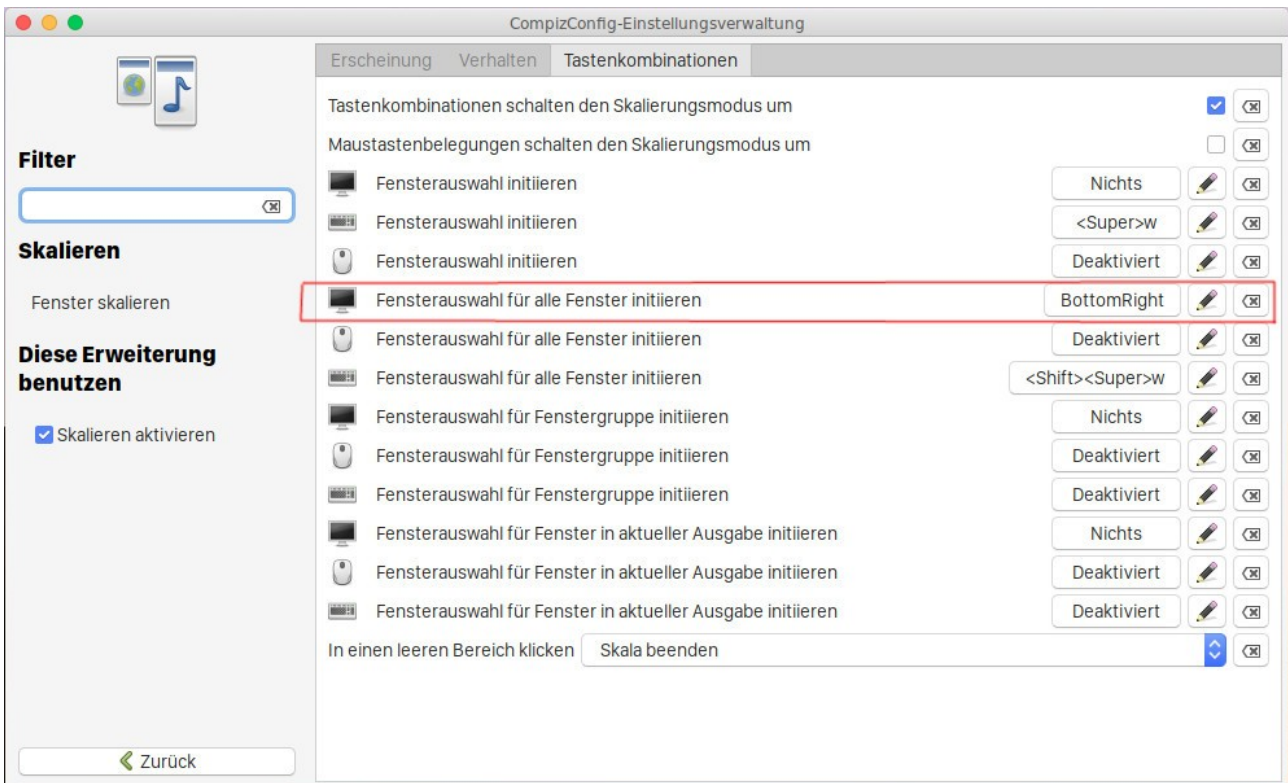 CompizConfig-Einstellungsverwaltung
Filter
Skalieren
Fenster skalieren
Diese Erweiterung
benutzen
Skalieren aktivieren
Zurück
Erscheinung Verhalten Tastenkombinationen
Tastenkombinationen schalten den Skalierungsmodus um
Maustastenbelegungen schalten den Skalierungsmodus um
Fensterauswahl initiieren Nichts
Fensterauswahl initiieren <Super>w
Fensterauswahl initiieren Deaktiviert
Fensterauswahl für alle Fenster initiieren BottomRight
Fensterauswahl für alle Fenster initiieren Deaktiviert
Fensterauswahl für alle Fenster initiieren <Shift><Super>w
Fensterauswahl für Fenstergruppe initiieren Nichts
Fensterauswahl für Fenstergruppe initiieren Deaktiviert
Fensterauswahl für Fenstergruppe initiieren Deaktiviert
Fensterauswahl für Fenster in aktueller Ausgabe initiieren Nichts
Fensterauswahl für Fenster in aktueller Ausgabe initiieren Deaktiviert
Fensterauswahl für Fenster in aktueller Ausgabe initiieren Deaktiviert
In einen leeren Bereich klicken Skala beenden